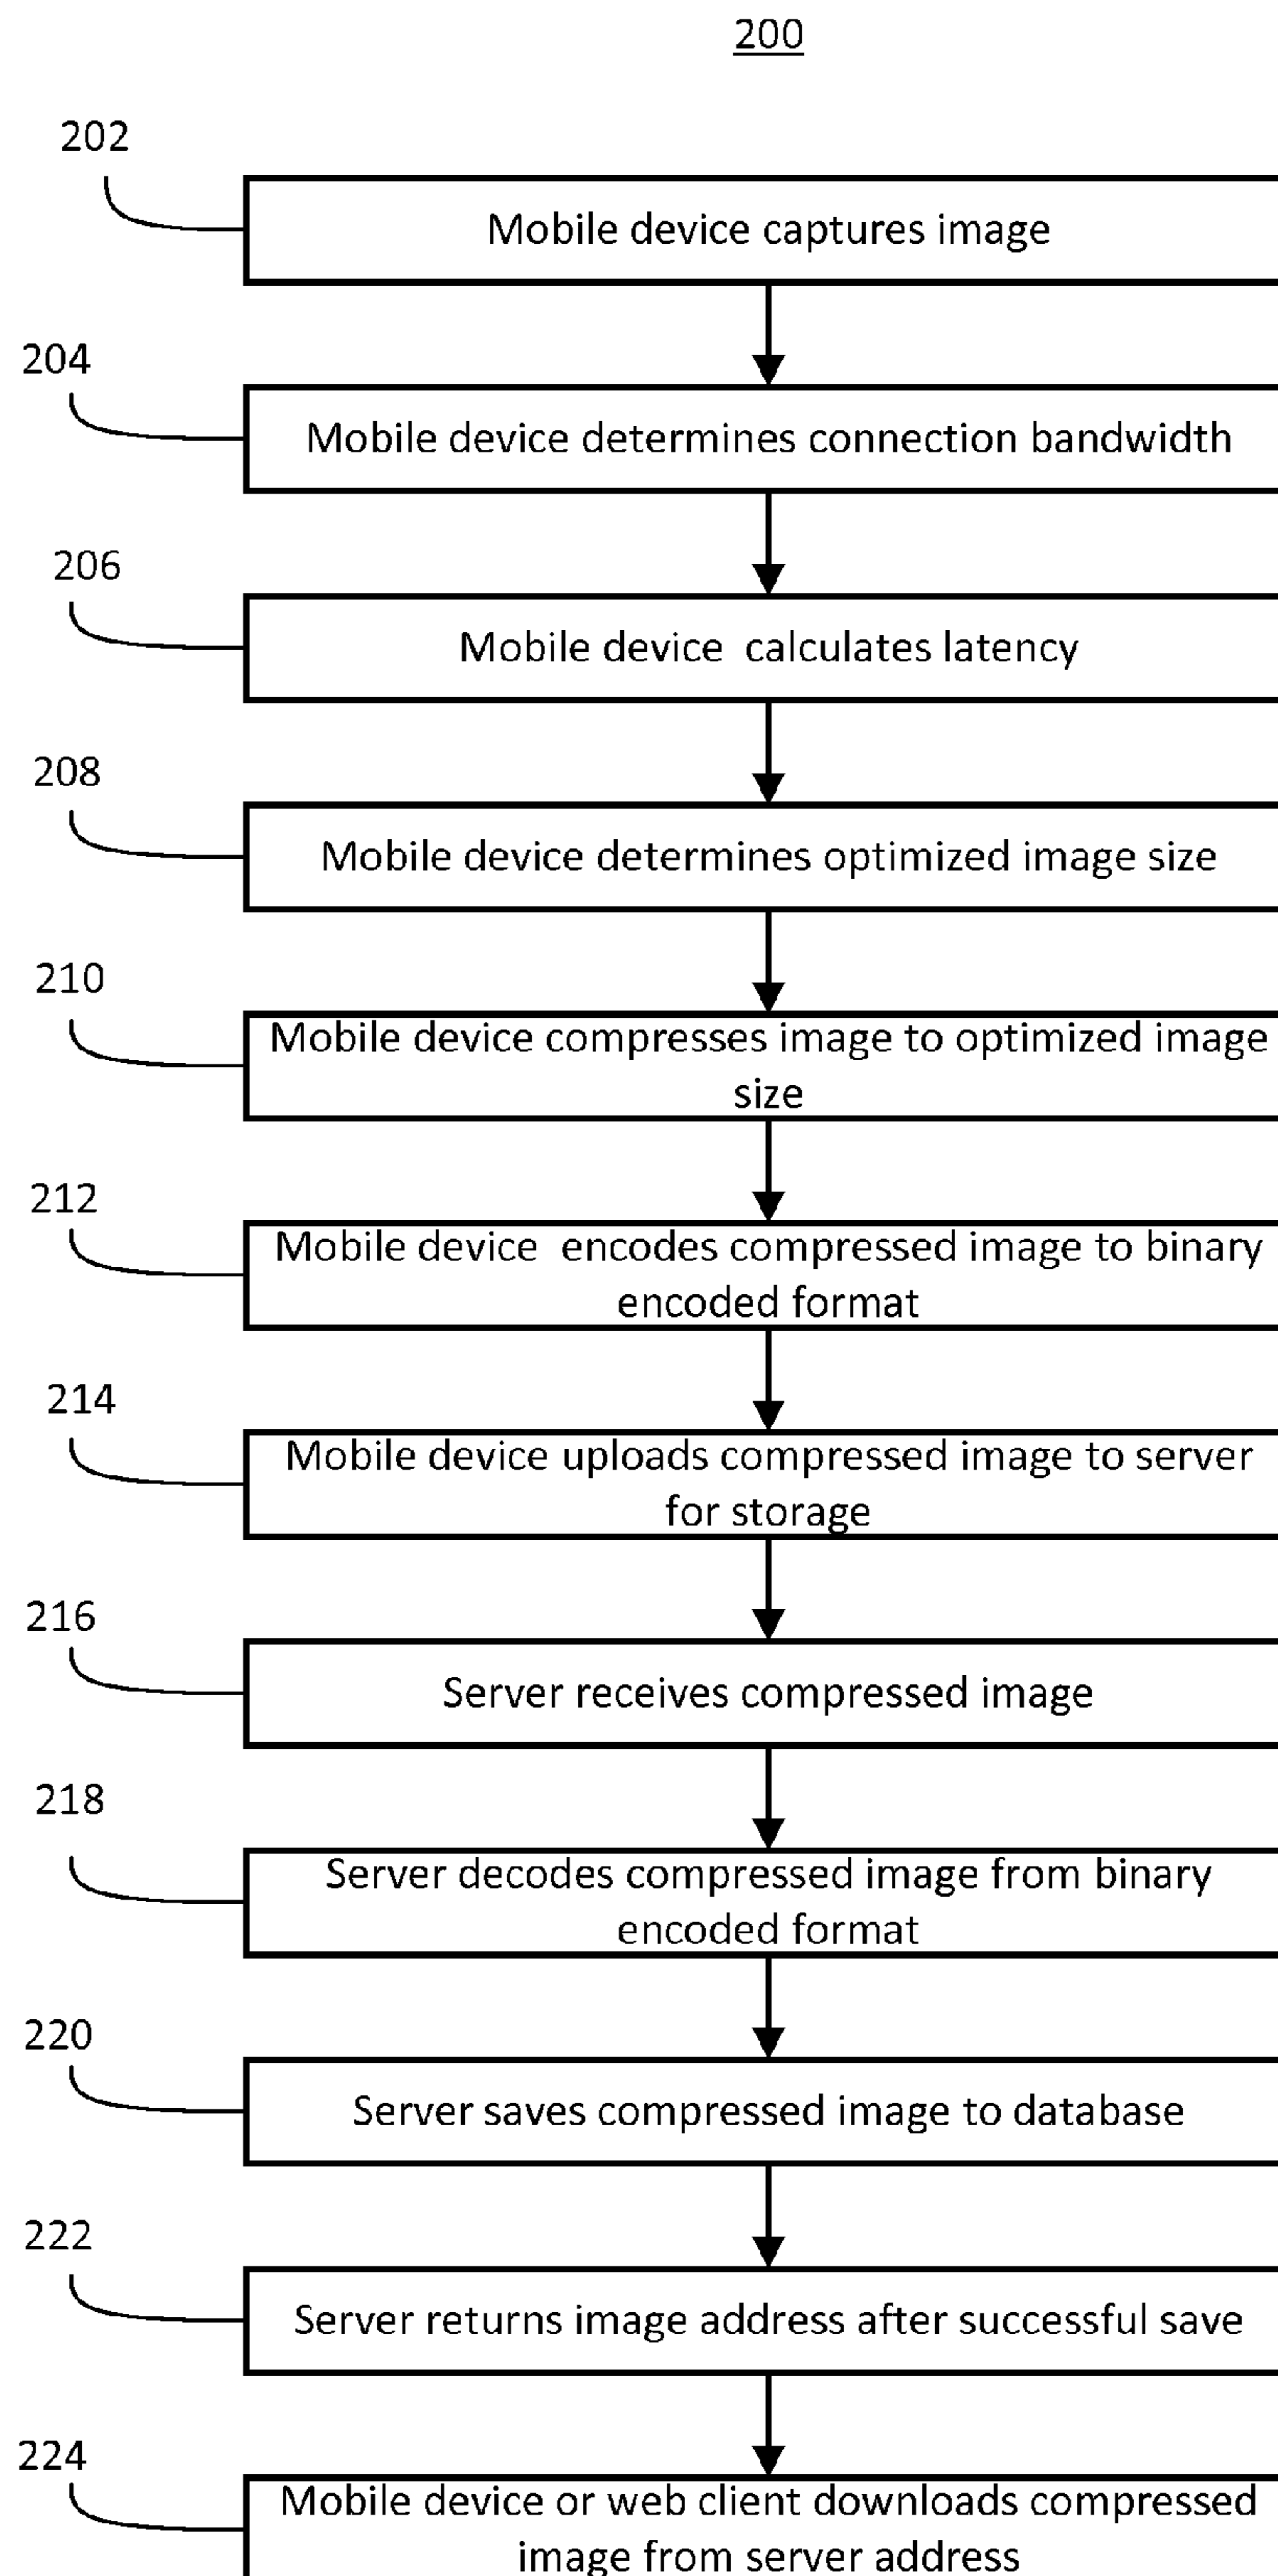 200
202
Mobile device captures image
204
Mobile device determines connection bandwidth
206
Mobile device calculates latency
208
Mobile device determines optimized image size
210
Mobile device compresses image to optimized image
size
212
Mobile device encodes compressed image to binary
encoded format
214
Mobile device uploads compressed image to server
for storage
216
Server receives compressed image
218
Server decodes compressed image from binary
encoded format
220
Server saves compressed image to database
222
Server returns image address after successful save
224
Mobile device or web client downloads compressed
image from server address